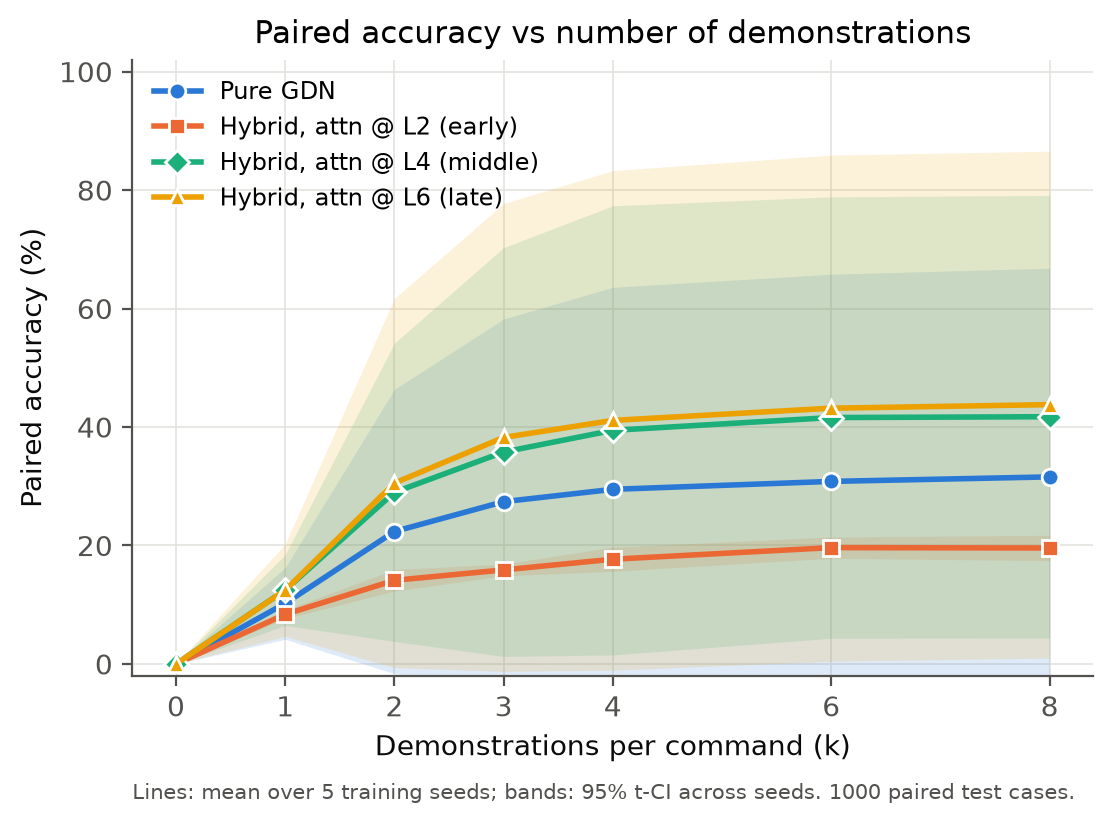 Paired accuracy vs number of demonstrations
Paired accuracy (%)
100
80
60
40
20
0
Pure GDN
Hybrid, attn @ L2 (early)
Hybrid, attn @ L4 (middle)
Hybrid, attn @ L6 (late)
0 1 2 3 4 6 8
Demonstrations per command (k)
Lines: mean over 5 training seeds; bands: 95% t-CI across seeds. 1000 paired test cases.